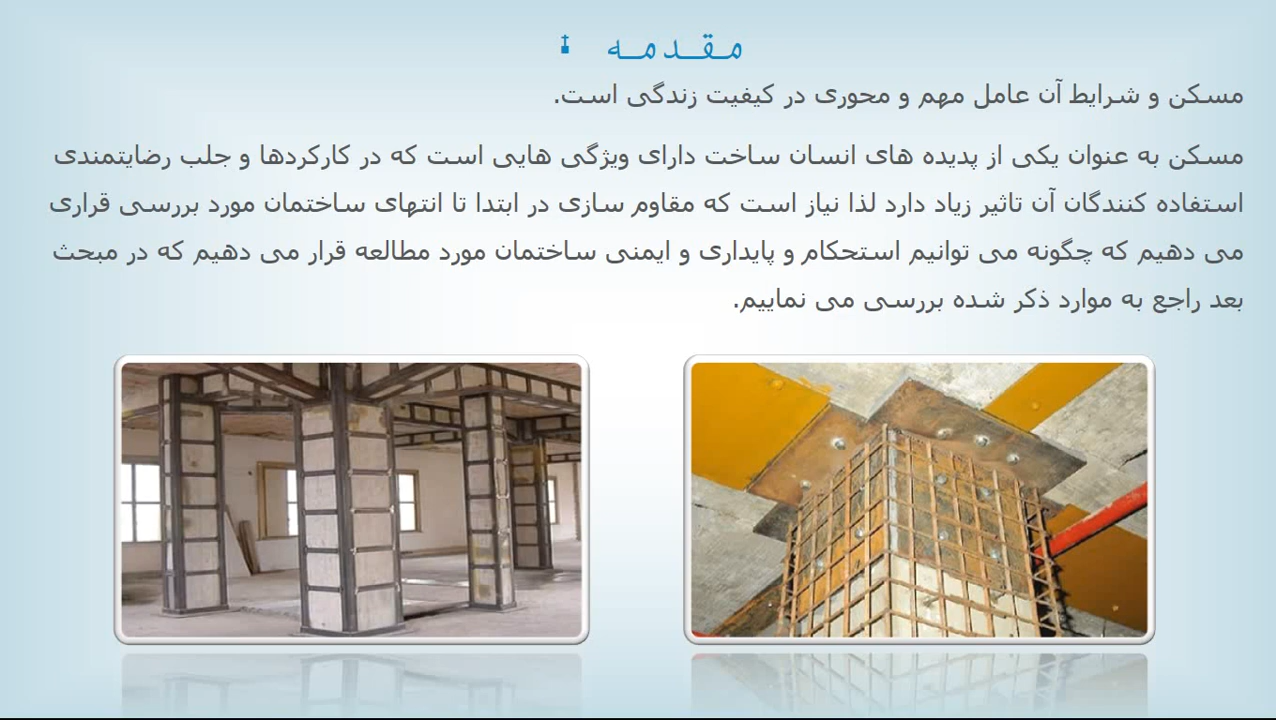 مقدمه :
مسکن و شرایط آن عامل مهم و محوری در کیفیت زندگی است.
مسکن به عنوان یکی از پدیده های انسان ساخت دارای ویژگی هایی است که در کارکردها و جلب رضایتمندی
استفاده کنندگان آن تاثیر زیاد دارد لذا نیاز است که مقاوم سازی در ابتدا تا انتهای ساختمان مورد بررسی قراری
می دهیم که چگونه می توانیم استحکام و پایداری و ایمنی ساختمان مورد مطالعه قرار می دهیم که در مبحث
بعد راجع به موارد ذکر شده بررسی می نماییم.